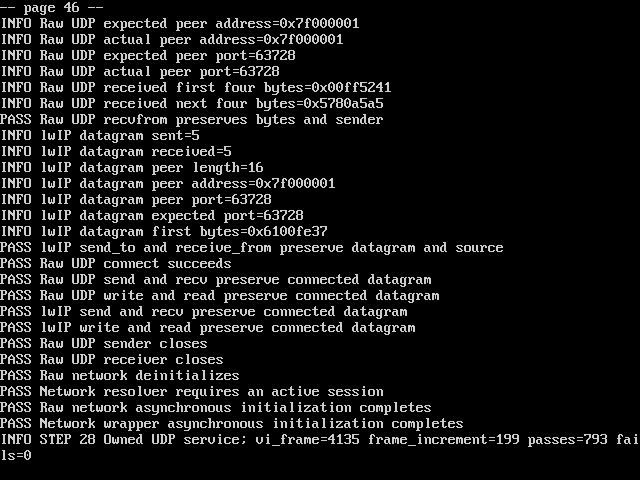 -- page 46 --
INFO Raw UDP expected peer address=0x7f000001
INFO Raw UDP actual peer address=0x7f000001
INFO Raw UDP expected peer port=63728
INFO Raw UDP actual peer port=63728
INFO Raw UDP received first four bytes=0x00ff5241
INFO Raw UDP received next four bytes=0x5780a5a5
PASS Raw UDP recvfrom preserves bytes and sender
INFO lwIP datagram sent=5
INFO lwIP datagram received=5
INFO lwIP datagram peer length=16
INFO lwIP datagram peer address=0x7f000001
INFO lwIP datagram peer port=63728
INFO lwIP datagram expected port=63728
INFO lwIP datagram first bytes=0x6100fe37
PASS lwIP send_to and receive_from preserve datagram and source
PASS Raw UDP connect succeeds
PASS Raw UDP send and recv preserve connected datagram
PASS Raw UDP write and read preserve connected datagram
PASS lwIP send and recv preserve connected datagram
PASS lwIP write and read preserve connected datagram
PASS Raw UDP sender closes
PASS Raw UDP receiver closes
PASS Raw network deinitializes
PASS Network resolver requires an active session
PASS Raw network asynchronous initialization completes
PASS Network wrapper asynchronous initialization completes
INFO STEP 28 Owned UDP service; vi_frame=4135 frame_increment=199 passes=793 fai
ls=0